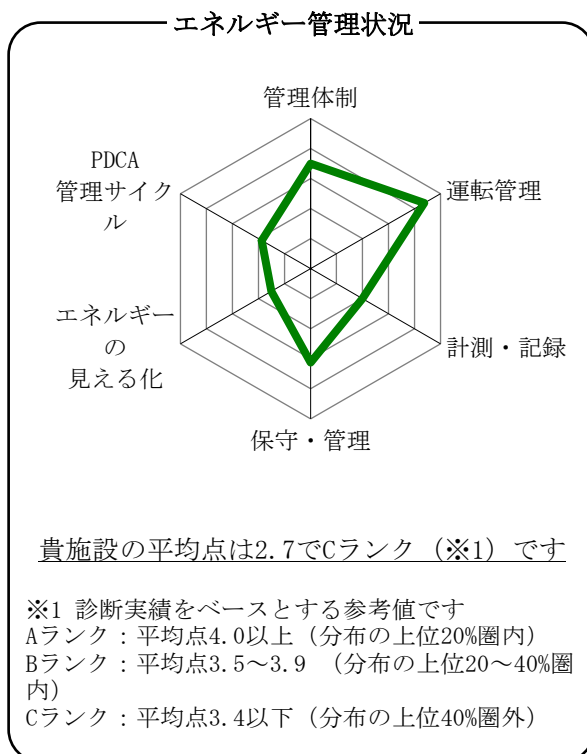 エネルギー管理状況
管理体制
PDCA
管理サイク
ル
運転管理
エネルギー
の
見える化
計測・記録
保守・管理
貴施設の平均点は2.7でCランク（※1）です
※1 診断実績をベースとする参考値です
Aランク：平均点4.0以上（分布の上位20%圏内）
Bランク：平均点3.5～3.9 （分布の上位20～40%圏
内）
Cランク：平均点3.4以下（分布の上位40%圏外）